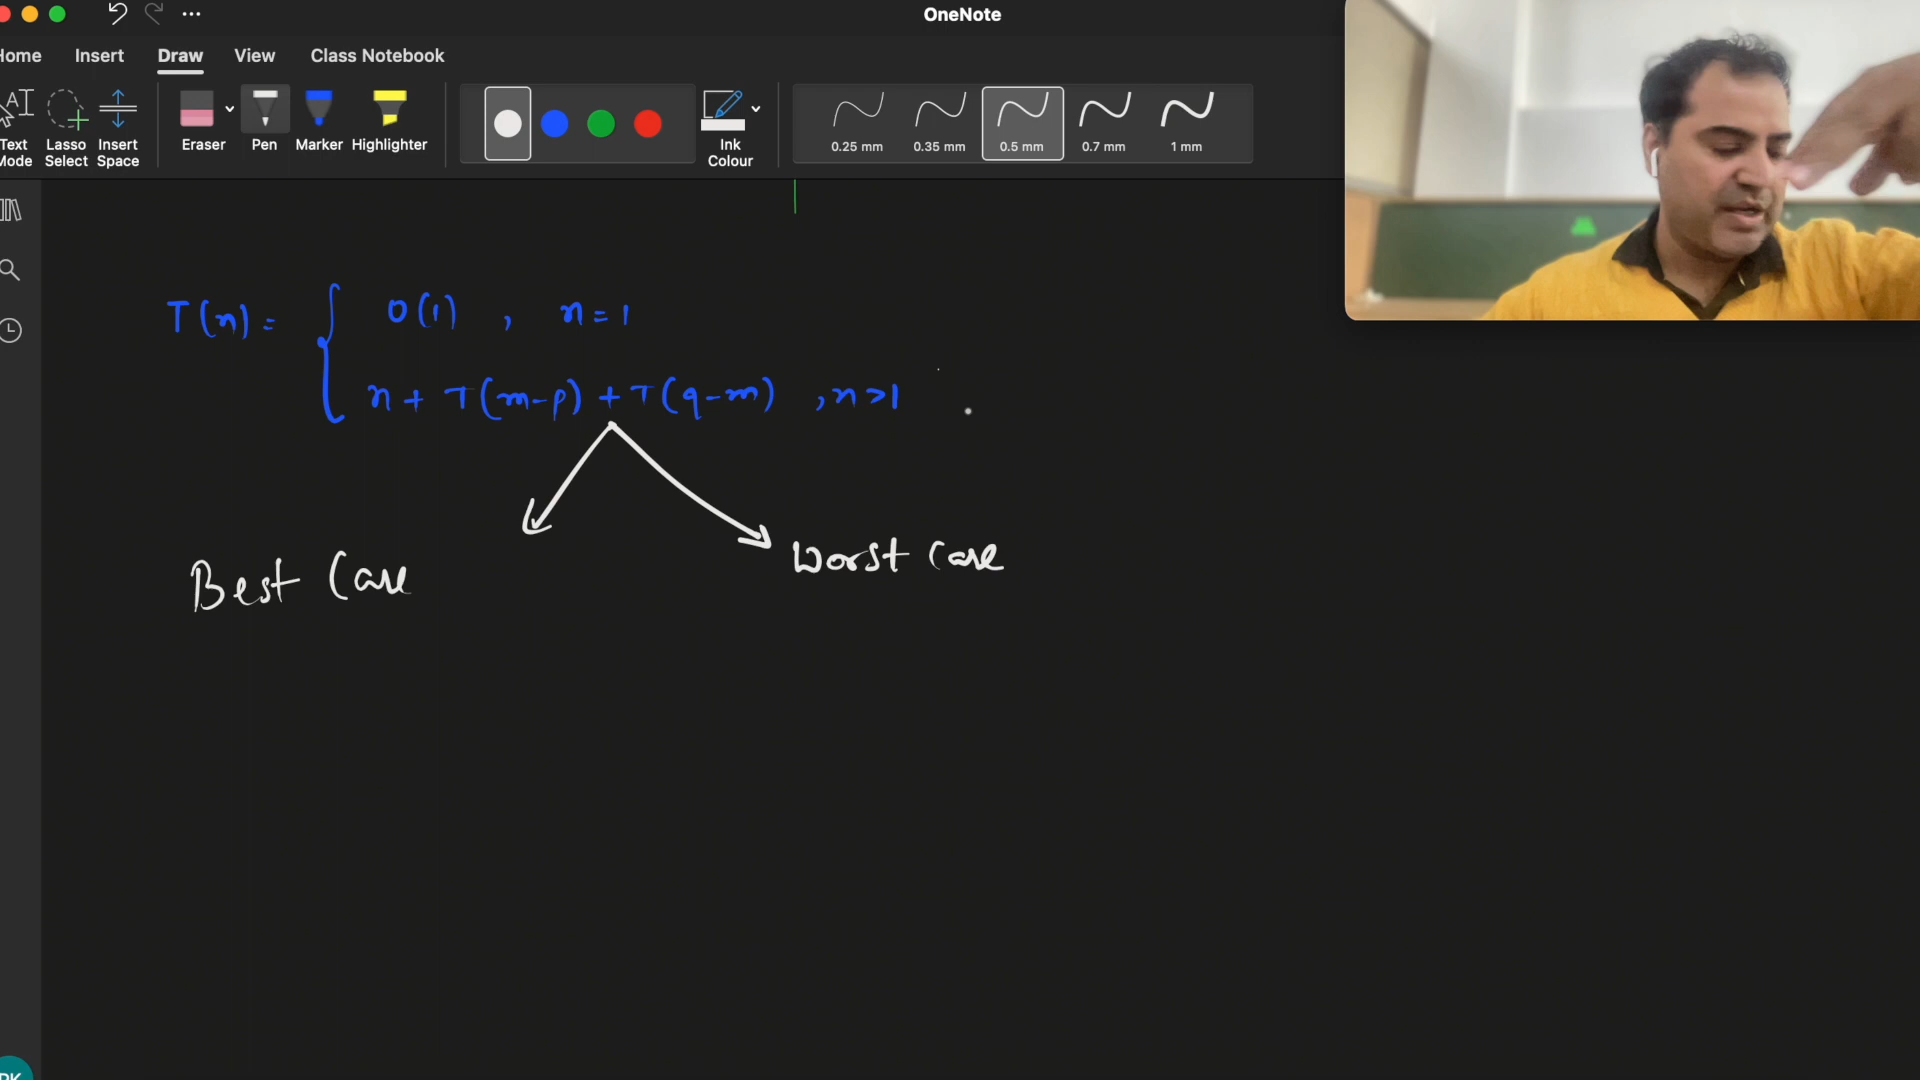 OneNote
Home Insert Draw View Class Notebook
Text Mode Lasso Select Insert Space Eraser Pen Marker Highlighter Ink Colour 0.25 mm 0.35 mm 0.5 mm 0.7 mm 1 mm
T(n) = { O(1) , n = 1
n + T(m-p) + T(q-m) , n > 1
Best Case
Worst Case